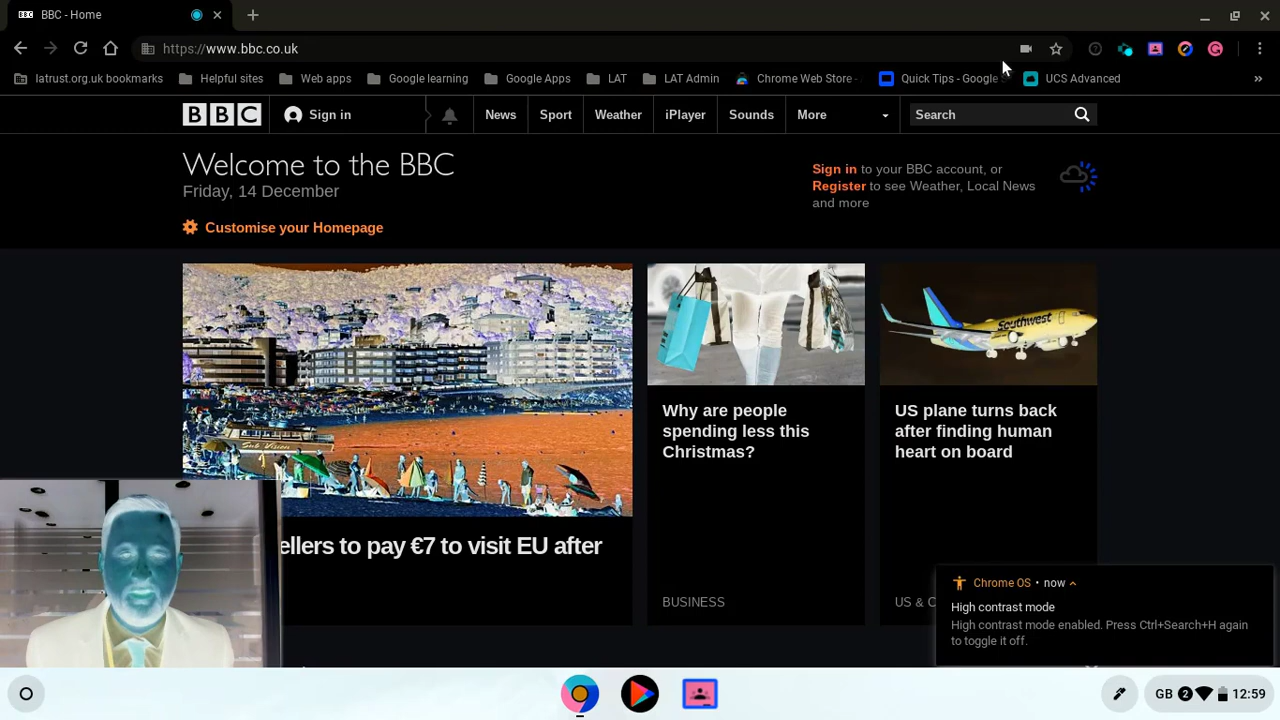 BBC - Home
https://www.bbc.co.uk
latrust.org.uk bookmarks
Helpful sites
Web apps
Google learning
Google Apps
LAT
LAT Admin
Chrome Web Store -
Quick Tips - Google
UCS Advanced
»
BBC
Sign in
News
Sport
Weather
iPlayer
Sounds
More
Search
Welcome to the BBC
Friday, 14 December
Customise your Homepage
Sign in to your BBC account, or
Register to see Weather, Local News
and more
Sub Vision
Southwest
ellers to pay €7 to visit EU after
Why are people
spending less this
Christmas?
BUSINESS
US plane turns back
after finding human
heart on board
US & C
Chrome OS • now
High contrast mode
High contrast mode enabled. Press Ctrl+Search+H again
to toggle it off.
GB 2 12:59